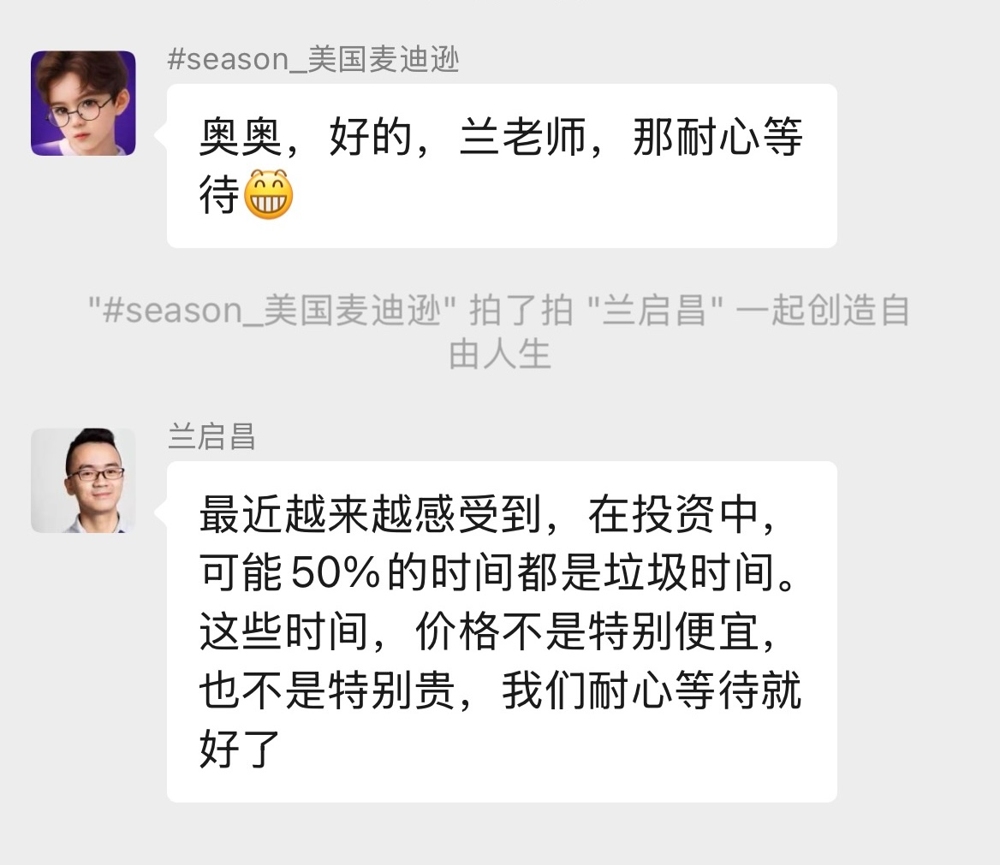 #season_美国麦迪逊
奥奥，好的，兰老师，那耐心等
待😁
"#season_美国麦迪逊" 拍了拍 "兰启昌" 一起创造自
由人生
兰启昌
最近越来越感受到，在投资中，
可能50%的时间都是垃圾时间。
这些时间，价格不是特别便宜，
也不是特别贵，我们耐心等待就
好了